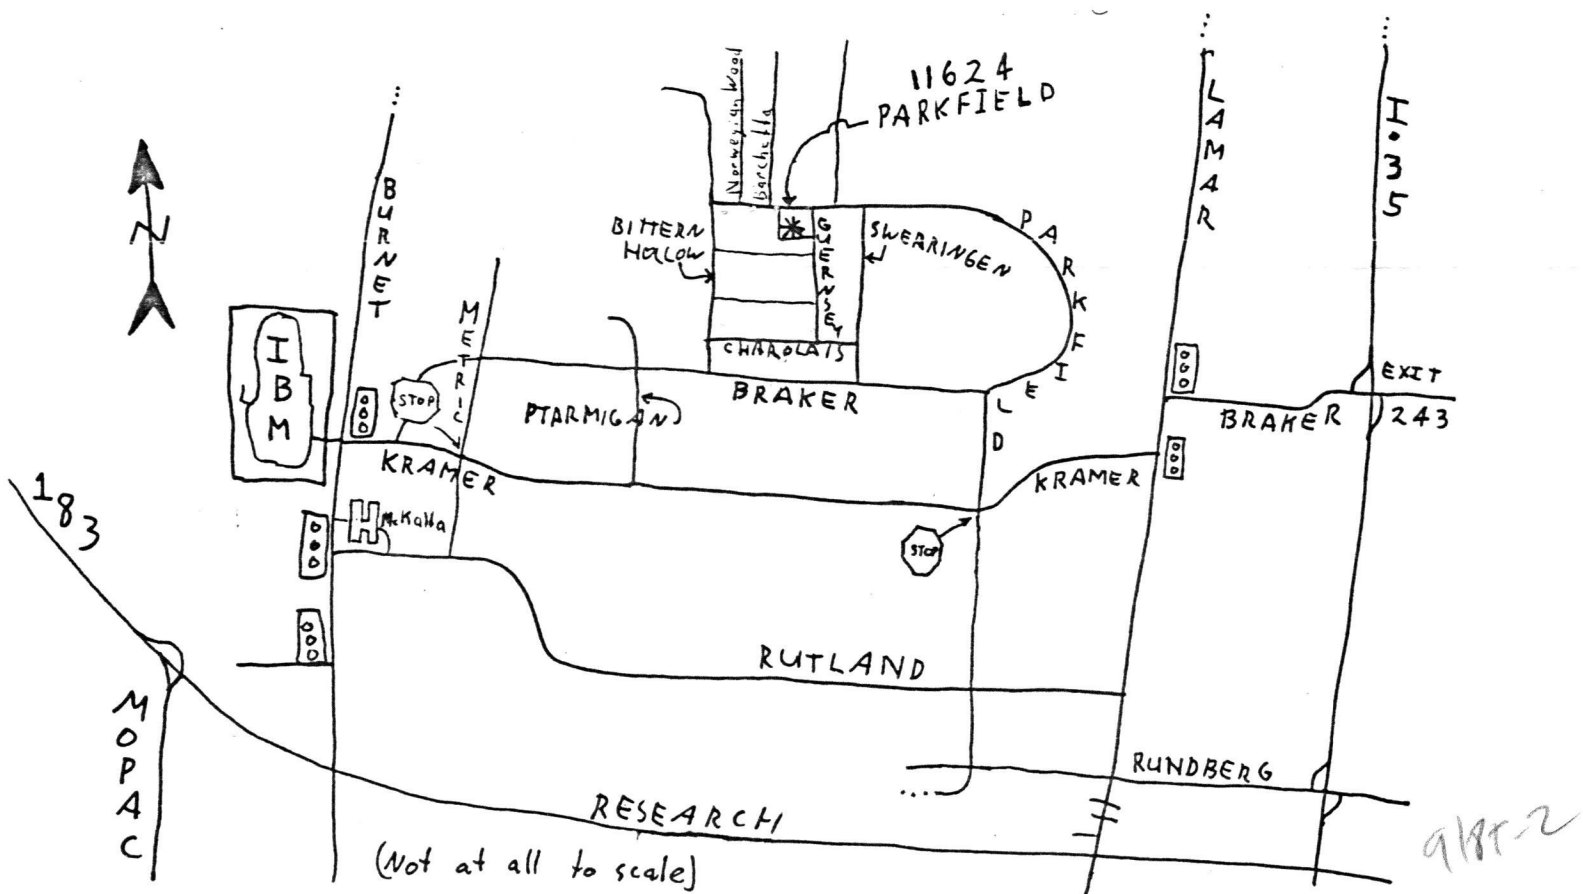 11624
PARKFIELD
Norwegian Wood
Barchetta
LAMAR
I·35
BURNET
N
BITTERN
HOLLOW
GUERNSEY
SWEARINGEN
PARKFIELD
METRIC
IBM
STOP
CHAROLAIS
BRAKER
PTARMIGAN
EXIT
243
BRAKER
KRAMER
KRAMER
183
McKalla
STOP
RUTLAND
MOPAC
RUNDBERG
RESEARCH
(Not at all to scale)